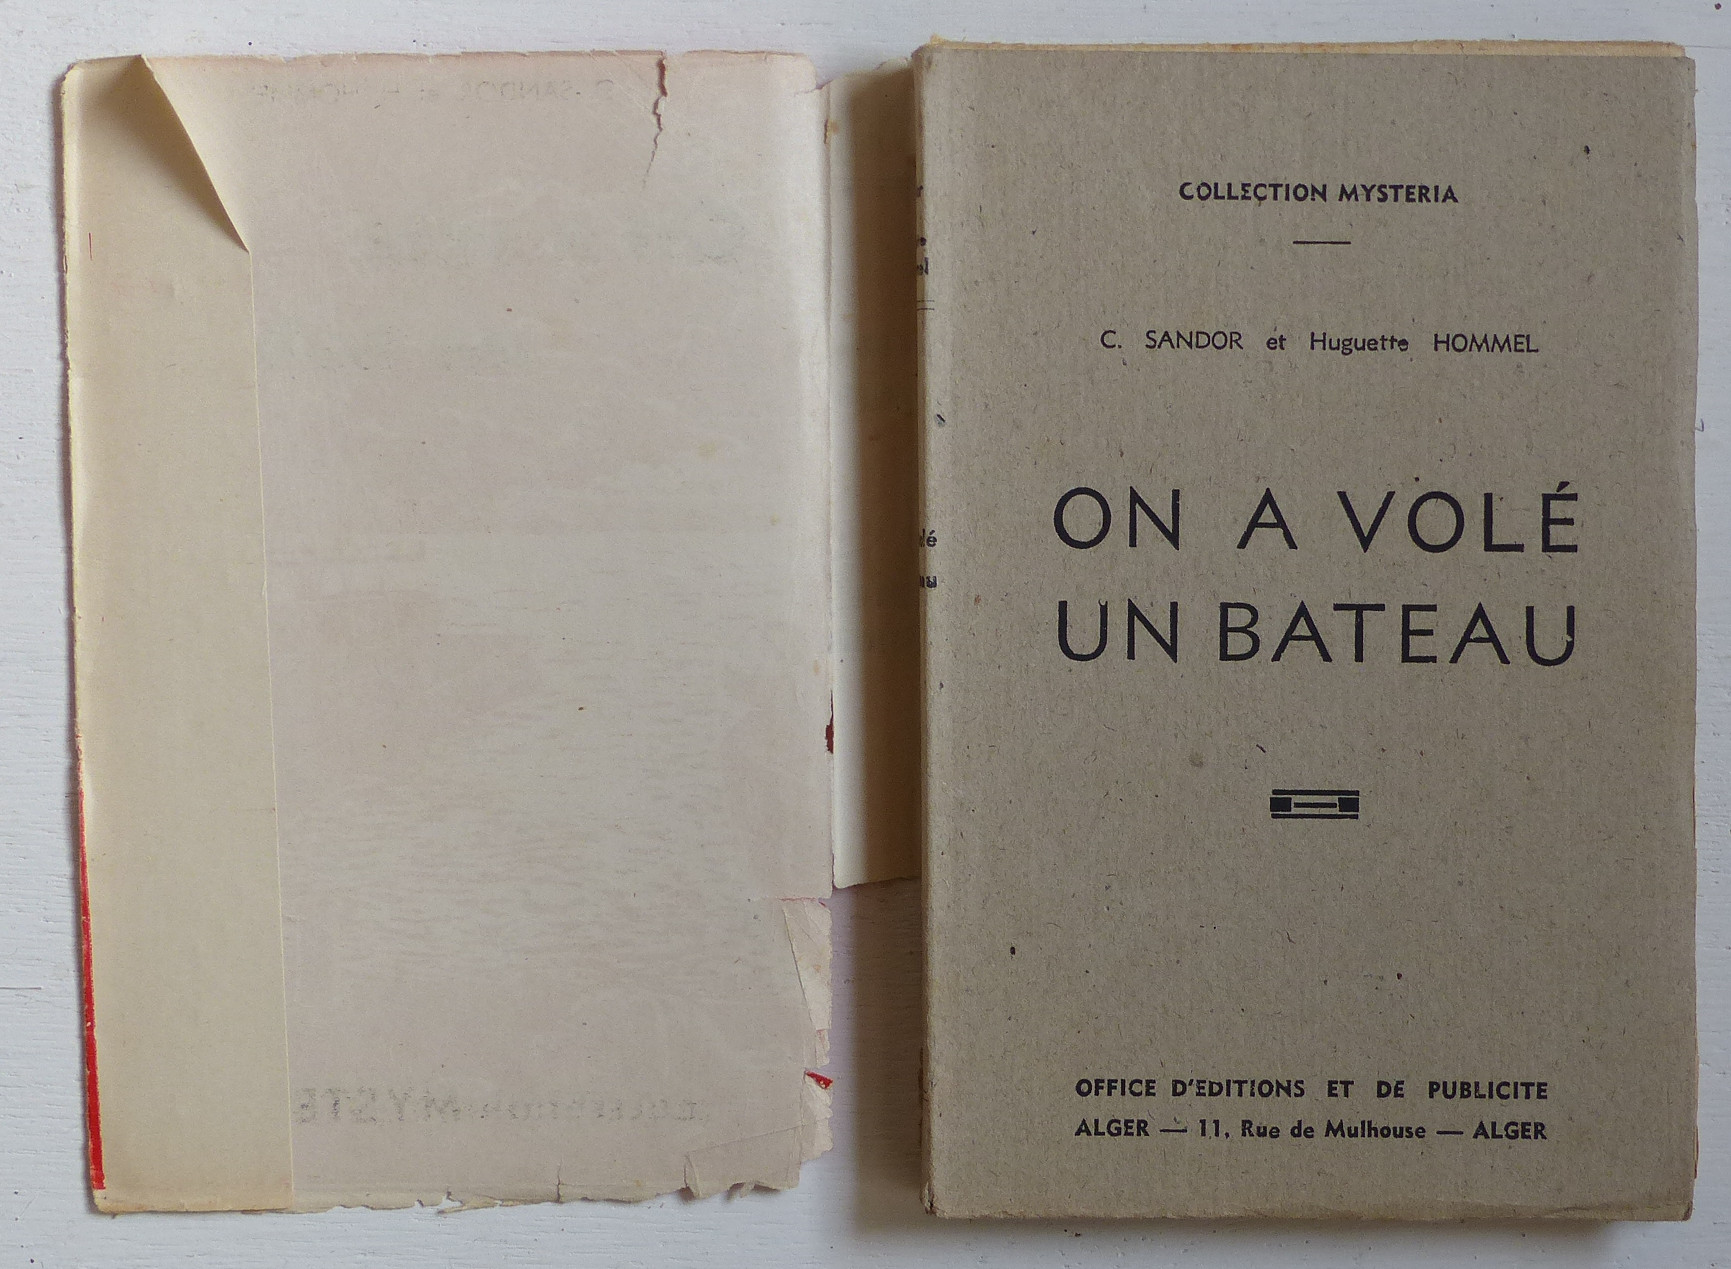 COLLECTION MYSTERIA
C. SANDOR et Huguette HOMMEL
ON A VOLÉ
UN BATEAU
OFFICE D'EDITIONS ET DE PUBLICITE
ALGER — 11, Rue de Mulhouse — ALGER